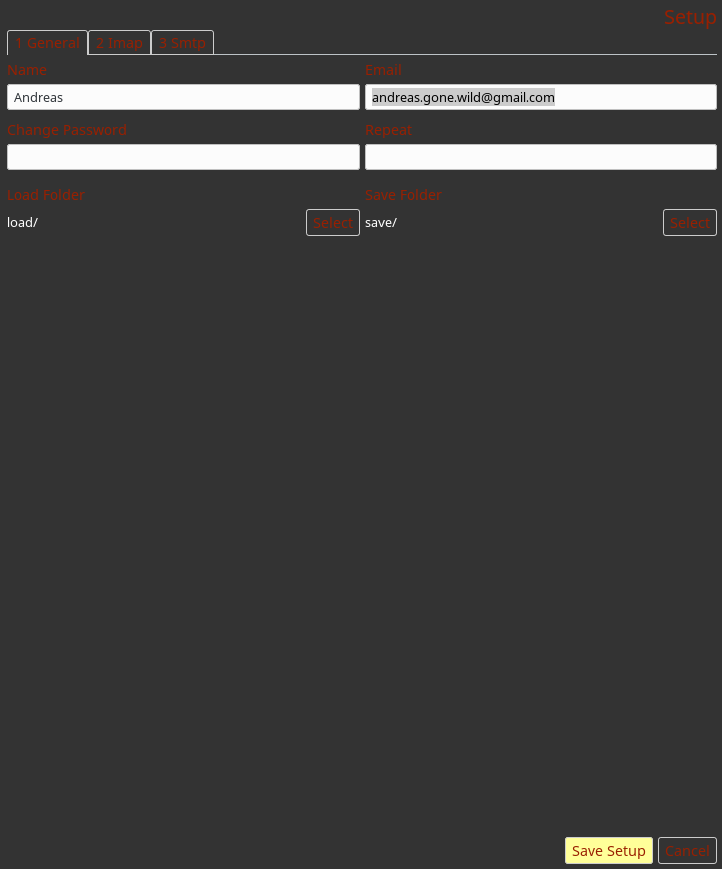 Setup
1 General 2 Imap 3 Smtp
Name Email
Andreas andreas.gone.wild@gmail.com
Change Password Repeat
Load Folder Save Folder
load/ Select save/ Select
Save Setup Cancel